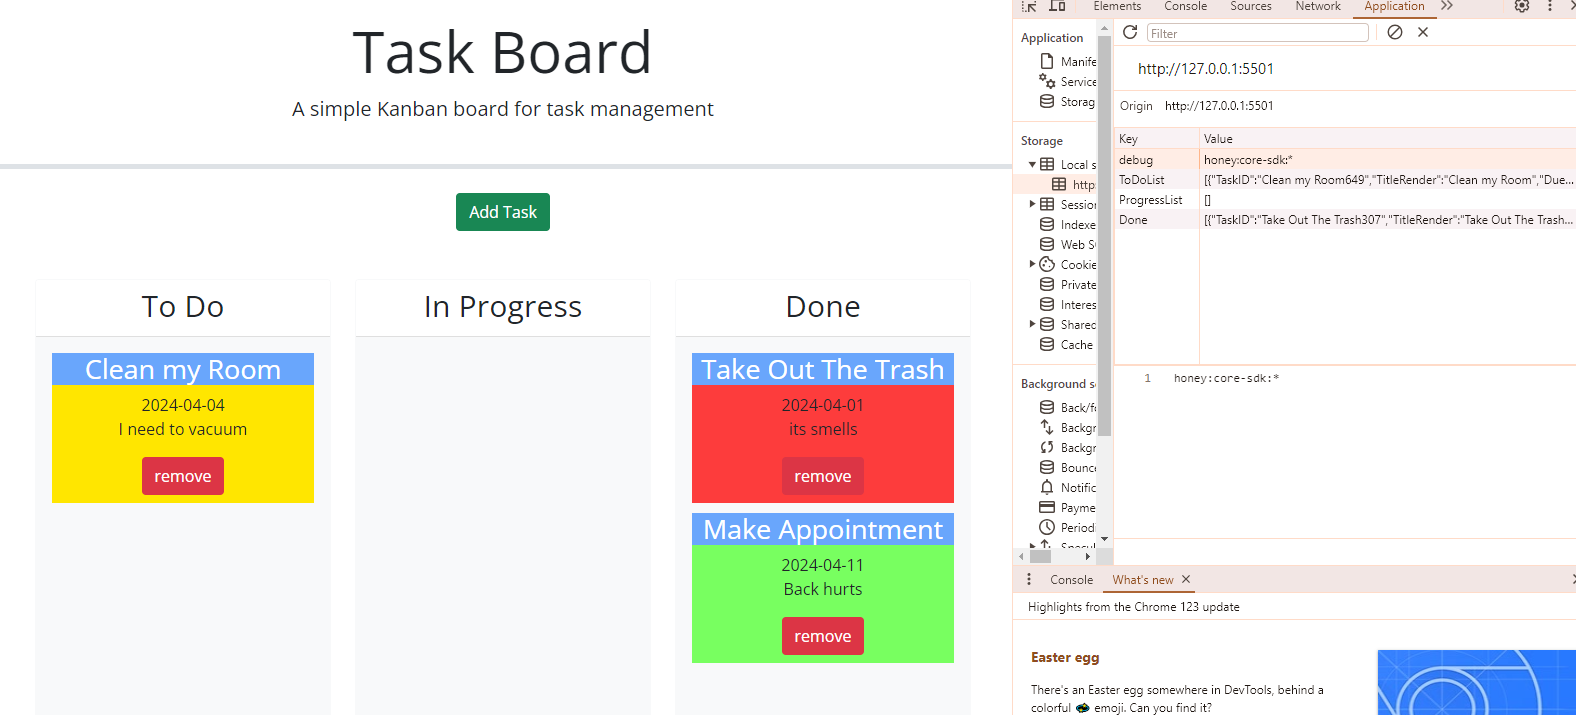 Task Board
A simple Kanban board for task management
Add Task
To Do
Clean my Room
2024-04-04
I need to vacuum
remove
In Progress
Done
Take Out The Trash
2024-04-01
its smells
remove
Make Appointment
2024-04-11
Back hurts
remove
Elements Console Sources Network Application
Application
Manife
Service
Storag
Storage
Local s
http:
Session
Indexe
Web S
Cookie
Private
Interes
Shared
Cache
Background s
Back/f
Backgr
Backgr
Bounce
Notific
Payme
Period
Specul
Filter
http://127.0.0.1:5501
Origin http://127.0.0.1:5501
Key Value
debug honey:core-sdk:*
ToDoList [{"TaskID":"Clean my Room649","TitleRender":"Clean my Room","Due...
ProgressList []
Done [{"TaskID":"Take Out The Trash307","TitleRender":"Take Out The Trash...
1 honey:core-sdk:*
Console What's new
Highlights from the Chrome 123 update
Easter egg
There's an Easter egg somewhere in DevTools, behind a
colorful emoji. Can you find it?